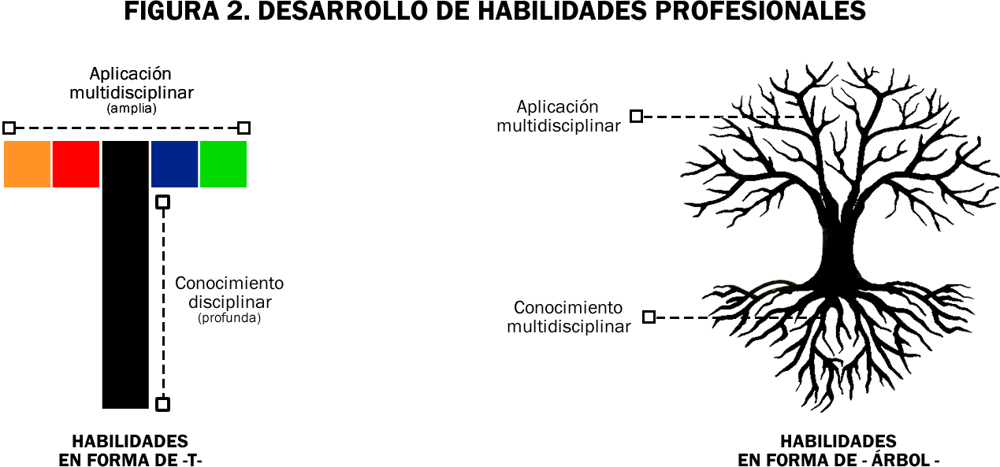 FIGURA 2. DESARROLLO DE HABILIDADES PROFESIONALES
Aplicación
multidisciplinar
(amplia)
Conocimiento
disciplinar
(profunda)
HABILIDADES
EN FORMA DE -T-
Aplicación
multidisciplinar
Conocimiento
multidisciplinar
HABILIDADES
EN FORMA DE - ÁRBOL -